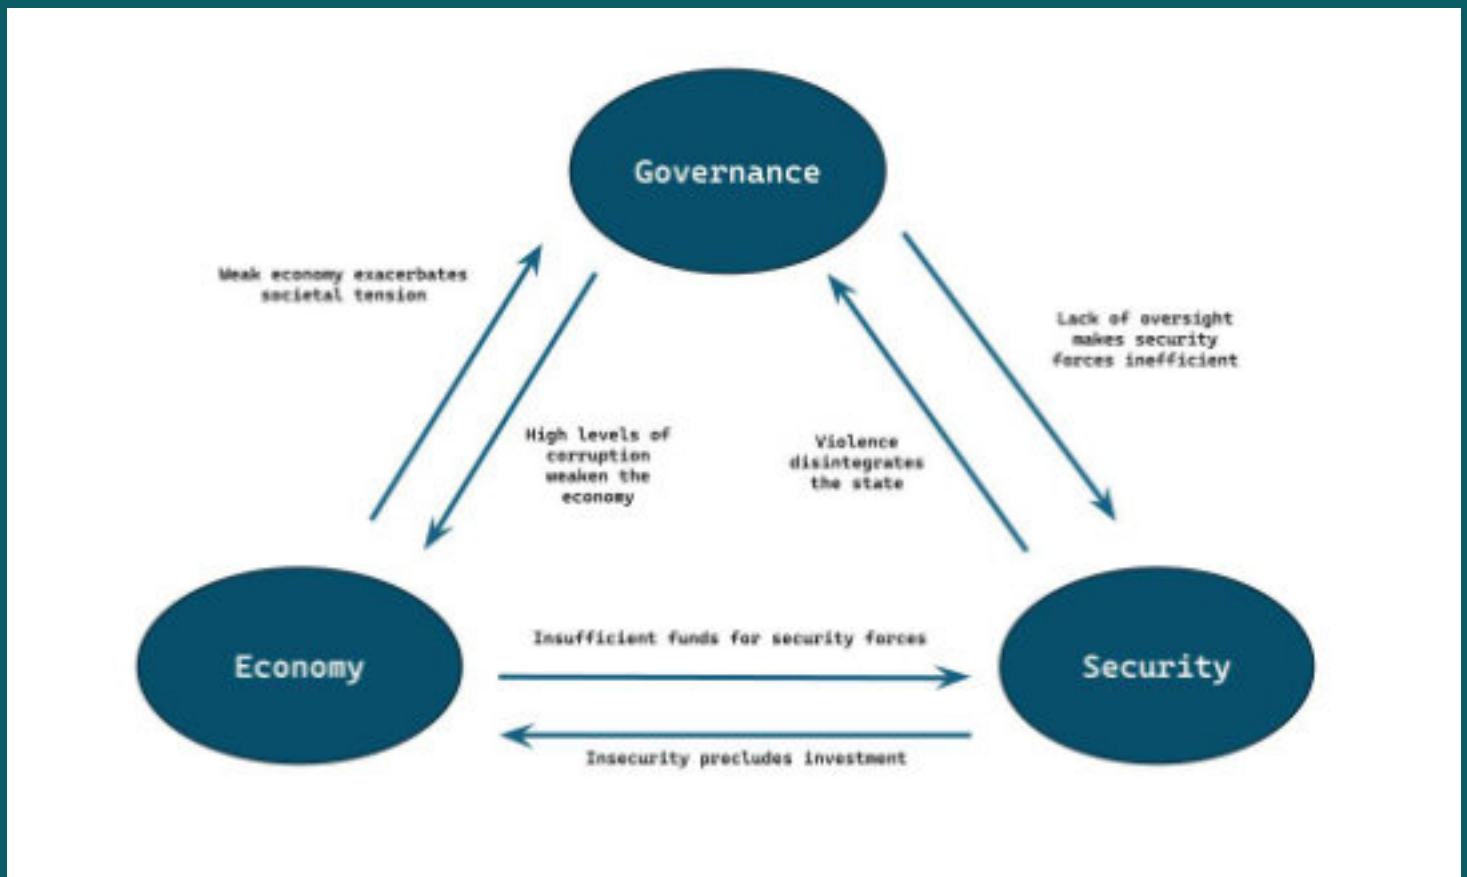 Governance
Weak economy exacerbates
societal tension
Lack of oversight
makes security
forces inefficient
High levels of
corruption
weaken the
economy
Violence
disintegrates
the state
Economy
Insufficient funds for security forces
Security
Insecurity precludes investment